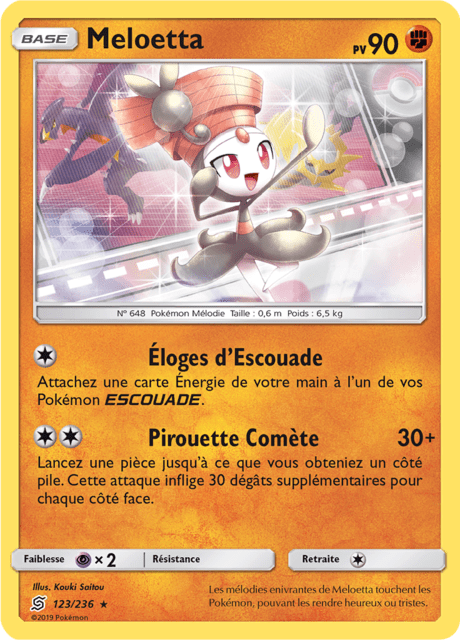 BASE Meloetta PV 90
N° 648 Pokémon Mélodie Taille : 0,6 m Poids : 6,5 kg
Éloges d'Escouade
Attachez une carte Énergie de votre main à l'un de vos
Pokémon ESCOUADE.
Pirouette Comète 30+
Lancez une pièce jusqu'à ce que vous obteniez un côté
pile. Cette attaque inflige 30 dégâts supplémentaires pour
chaque côté face.
Faiblesse × 2 Résistance Retraite
Illus. Kouki Saitou
123/236 ★
©2019 Pokémon
Les mélodies enivrantes de Meloetta touchent les
Pokémon, pouvant les rendre heureux ou tristes.